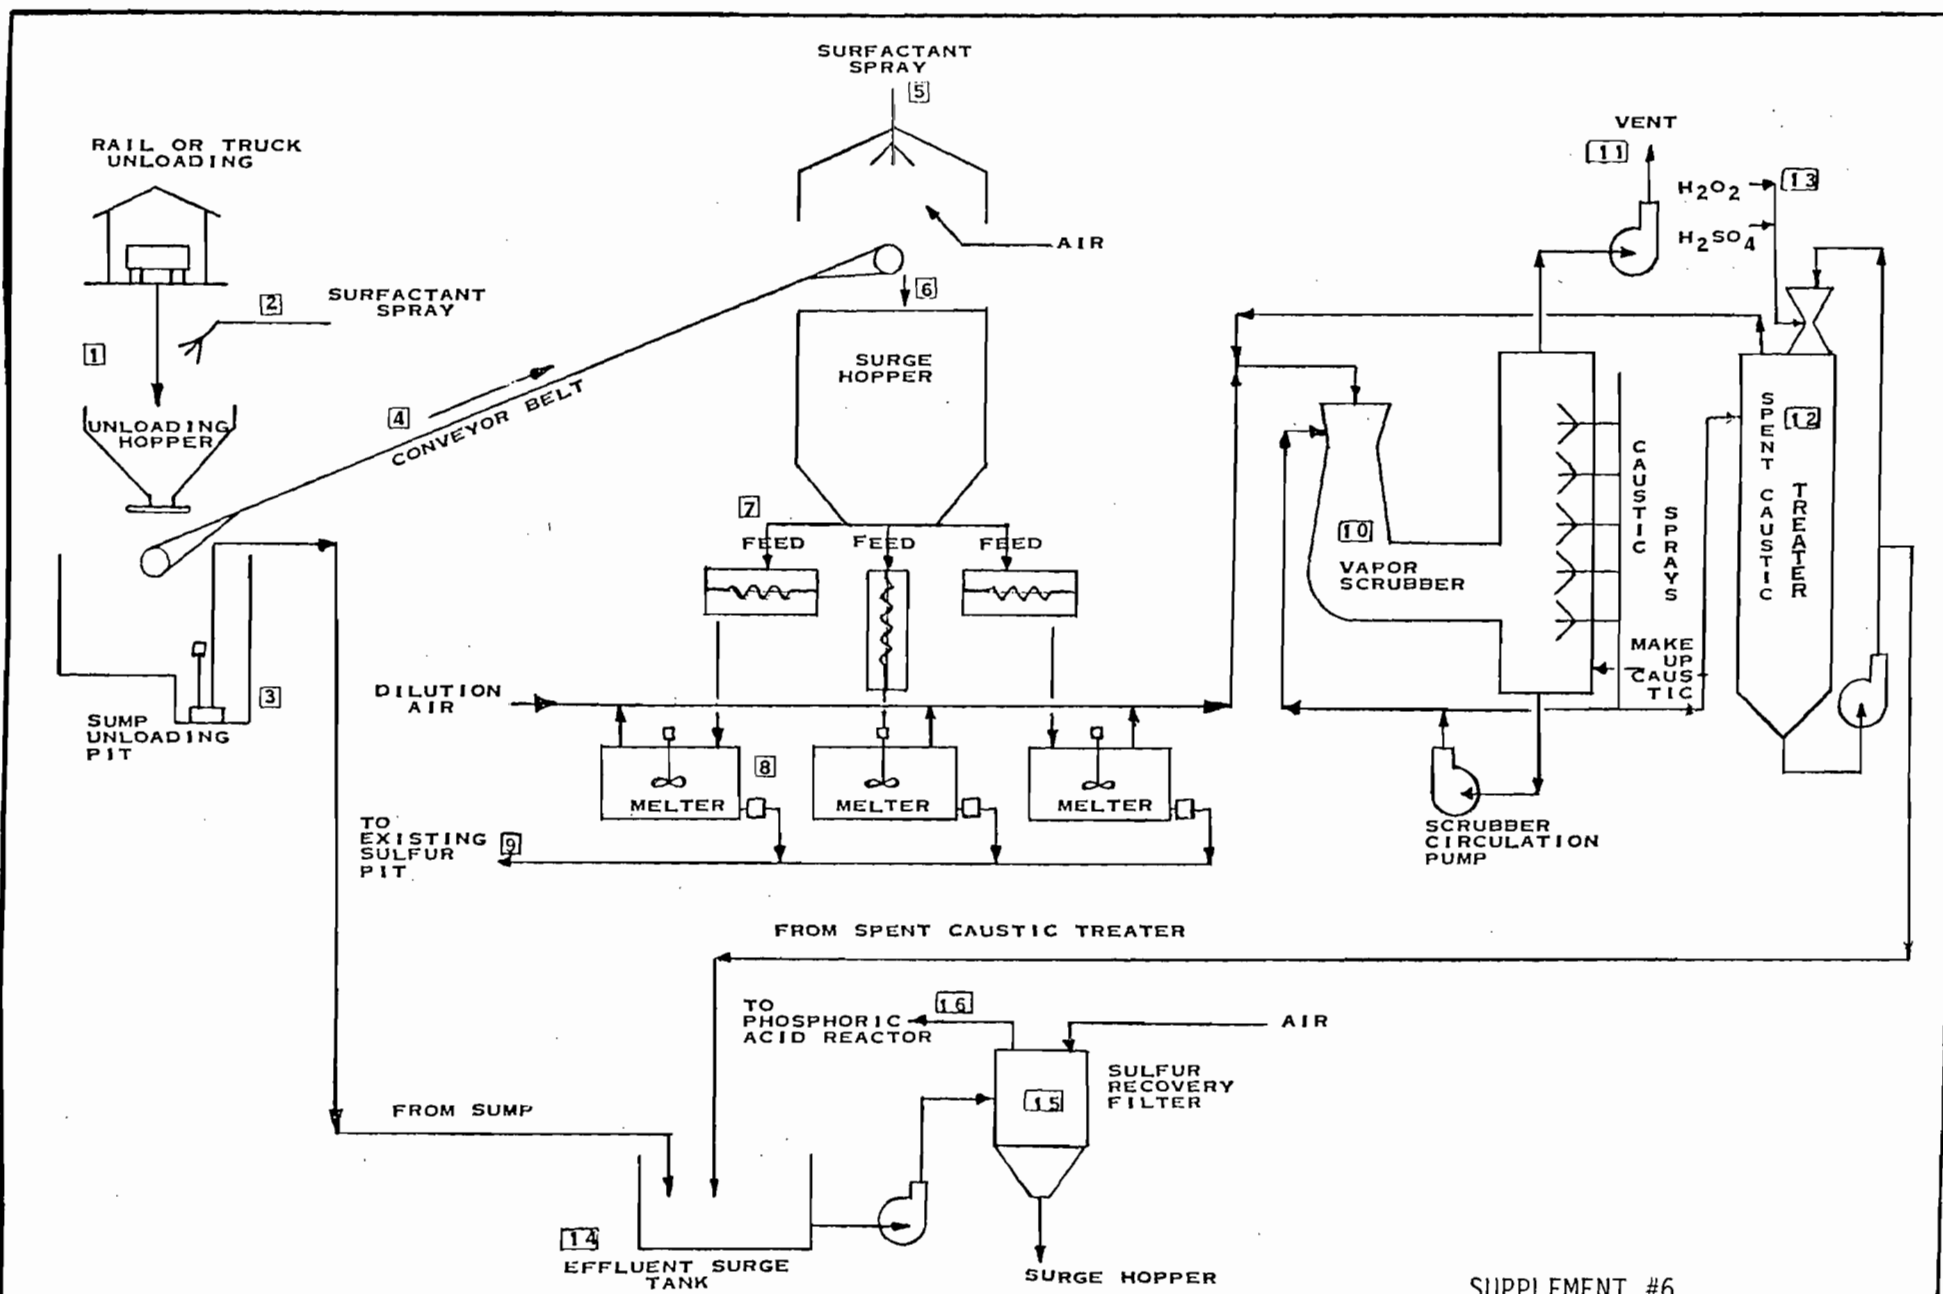 SURFACTANT
SPRAY
5
RAIL OR TRUCK
UNLOADING
2
SURFACTANT
SPRAY
1
UNLOADING
HOPPER
4
CONVEYOR BELT
AIR
6
SURGE
HOPPER
7
FEED
FEED
FEED
3
SUMP
UNLOADING
PIT
DILUTION
AIR
8
MELTER
MELTER
MELTER
TO
EXISTING
SULFUR
PIT
9
VENT
11
H2O2
13
H2SO4
10
VAPOR
SCRUBBER
CAUSTIC
SPRAYS
MAKE
UP
CAUS
TIC
SPENT CAUSTIC
TREATER
12
SCRUBBER
CIRCULATION
PUMP
FROM SPENT CAUSTIC TREATER
TO
PHOSPHORIC
ACID REACTOR
16
AIR
SULFUR
RECOVERY
FILTER
15
FROM SUMP
14
EFFLUENT SURGE
TANK
SURGE HOPPER
SUPPLEMENT #6